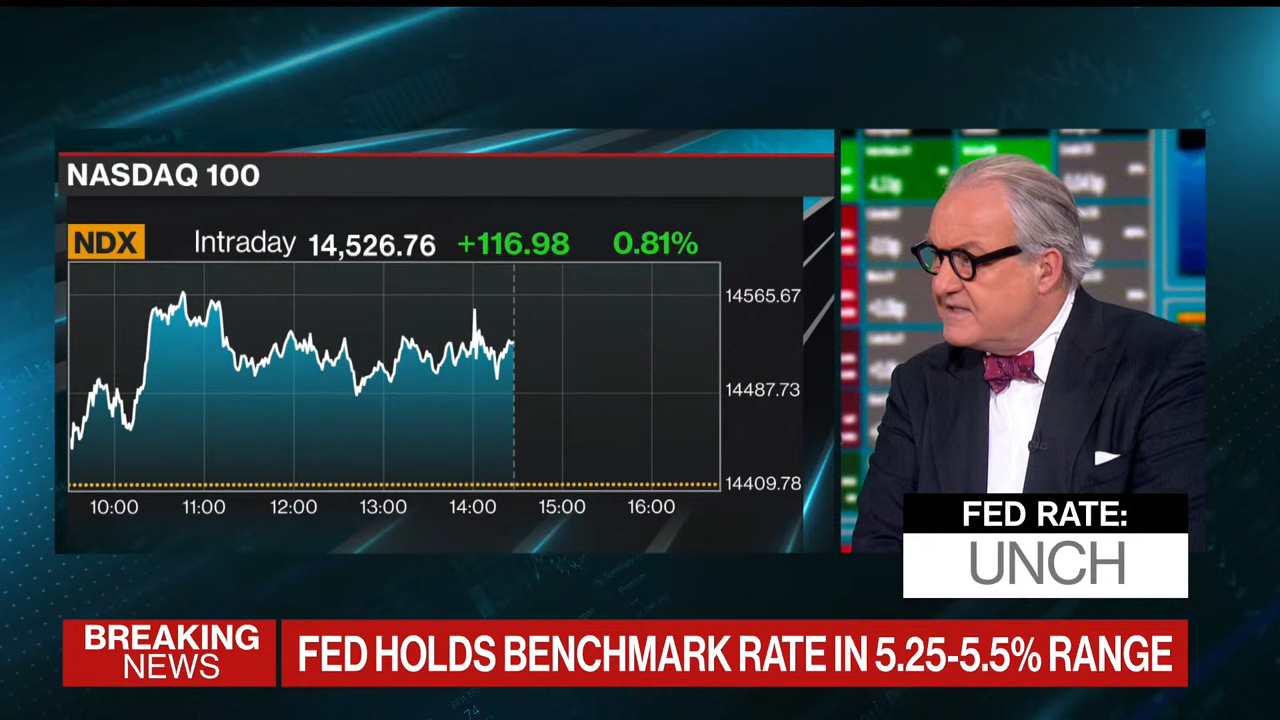 NASDAQ 100
NDX Intraday 14,526.76 +116.98 0.81%
14565.67
14487.73
14409.78
10:00 11:00 12:00 13:00 14:00 15:00 16:00
FED RATE:
UNCH
BREAKING
NEWS
FED HOLDS BENCHMARK RATE IN 5.25-5.5% RANGE